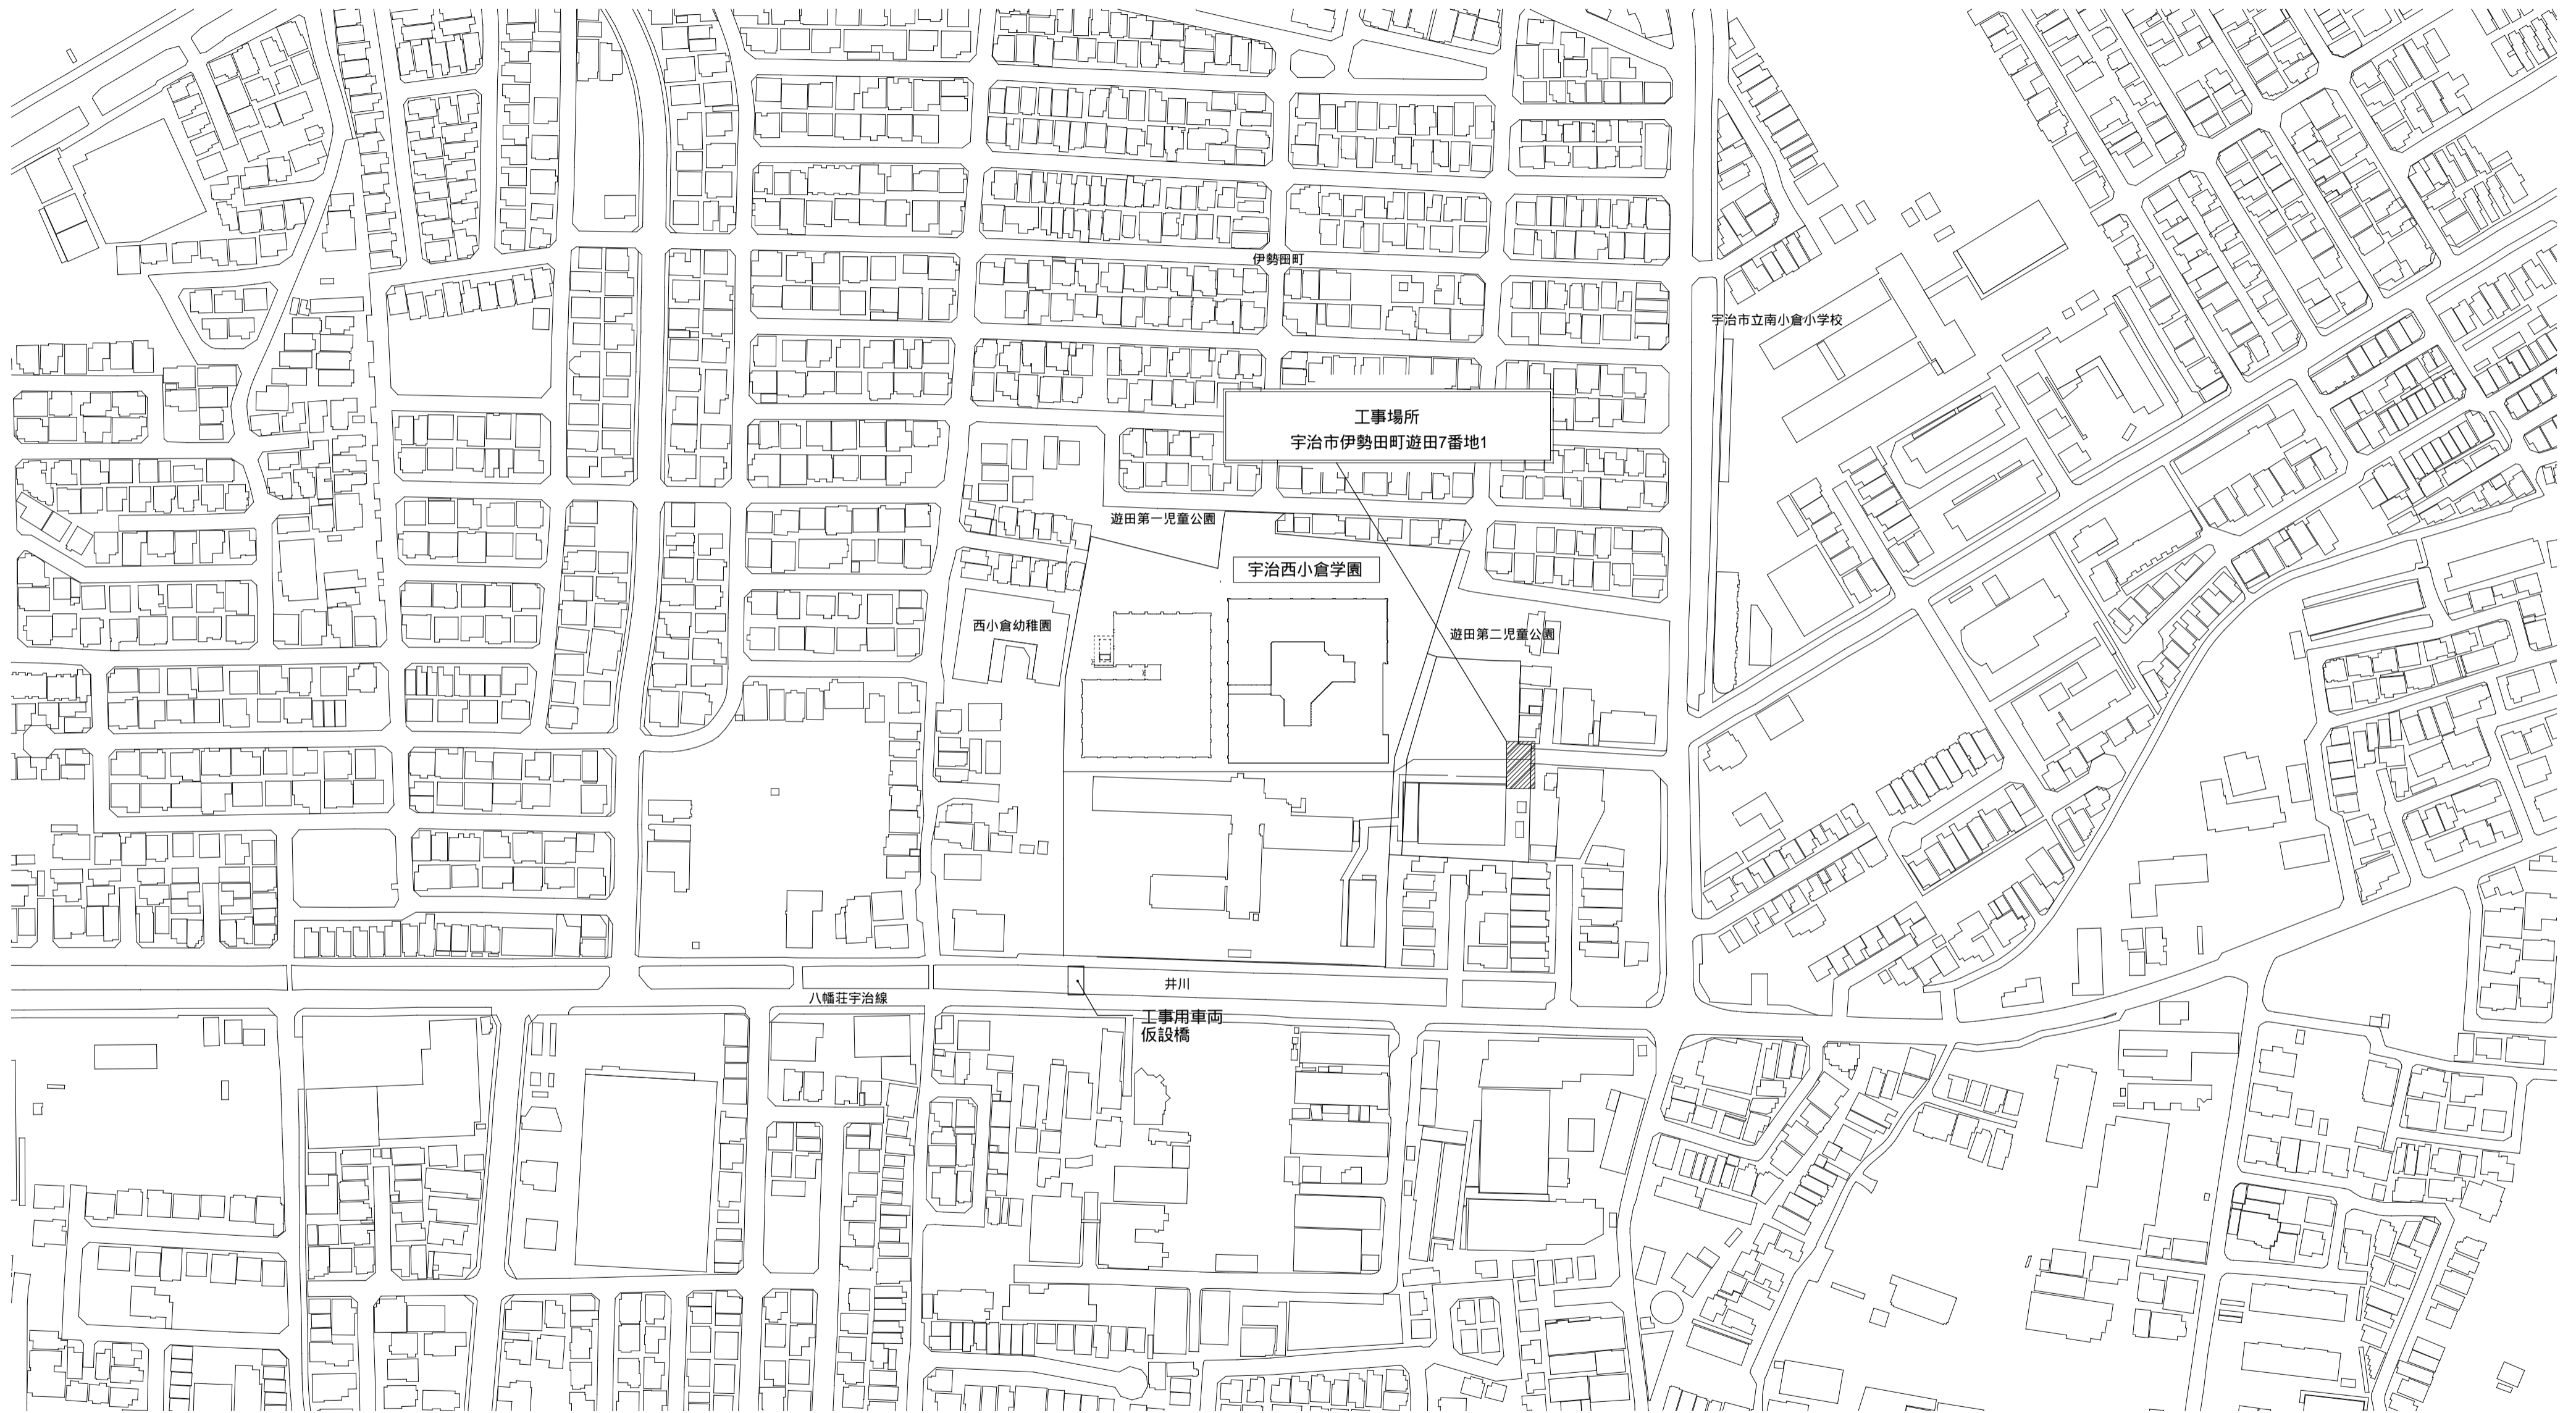 伊勢田町
宇治市立南小倉小学校
工事場所
宇治市伊勢田町遊田7番地1
遊田第一児童公園
宇治西小倉学園
西小倉幼稚園
遊田第二児童公園
井川
八幡荘宇治線
工事用車両
仮設橋